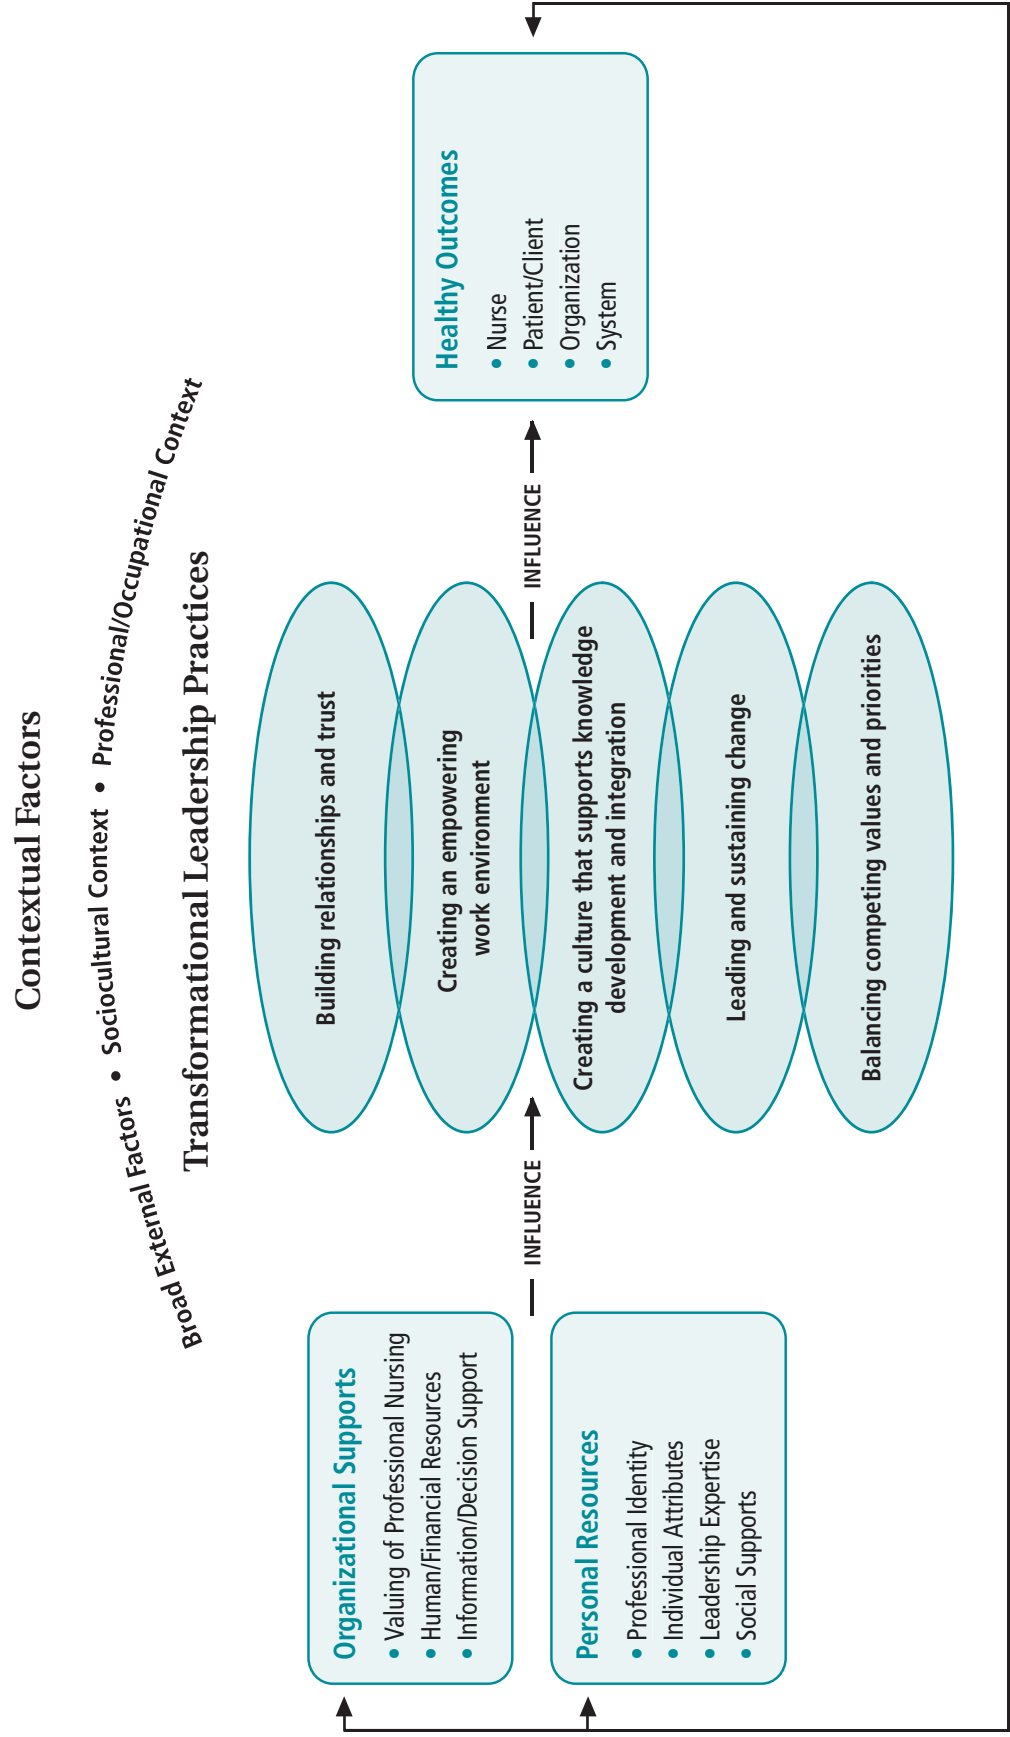 Contextual Factors
Broad External Factors • Sociocultural Context • Professional/Occupational Context
Transformational Leadership Practices
Organizational Supports
• Valuing of Professional Nursing
• Human/Financial Resources
• Information/Decision Support
Personal Resources
• Professional Identity
• Individual Attributes
• Leadership Expertise
• Social Supports
INFLUENCE
Building relationships and trust
Creating an empowering
work environment
Creating a culture that supports knowledge
development and integration
Leading and sustaining change
Balancing competing values and priorities
INFLUENCE
Healthy Outcomes
• Nurse
• Patient/Client
• Organization
• System